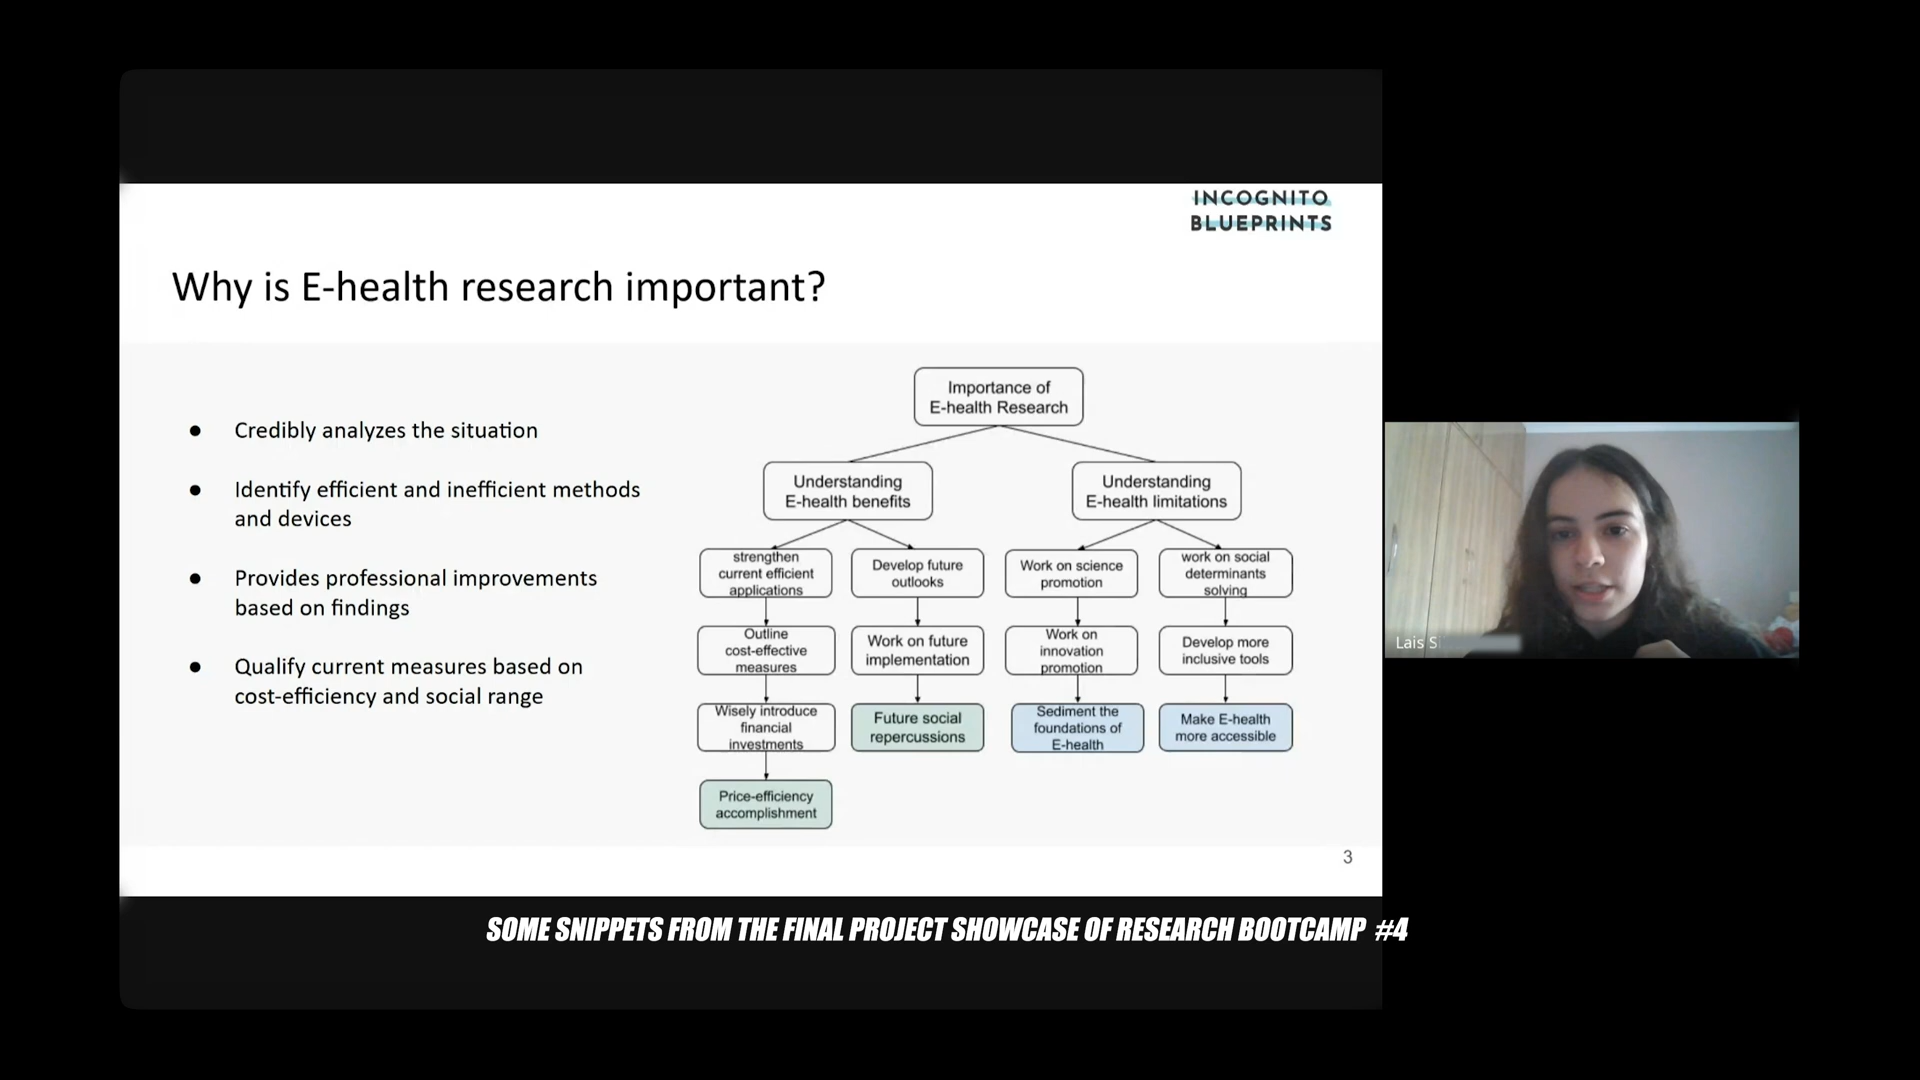 INCOGNITO
BLUEPRINTS
Why is E-health research important?
● Credibly analyzes the situation
● Identify efficient and inefficient methods
and devices
● Provides professional improvements
based on findings
● Qualify current measures based on
cost-efficiency and social range
Importance of
E-health Research
Understanding
E-health benefits
Understanding
E-health limitations
strengthen
current efficient
applications
Develop future
outlooks
Work on science
promotion
work on social
determinants
solving
Outline
cost-effective
measures
Work on future
implementation
Work on
innovation
promotion
Develop more
inclusive tools
Wisely introduce
financial
investments
Future social
repercussions
Sediment the
foundations of
E-health
Make E-health
more accessible
Price-efficiency
accomplishment
3
Lais S
SOME SNIPPETS FROM THE FINAL PROJECT SHOWCASE OF RESEARCH BOOTCAMP #4